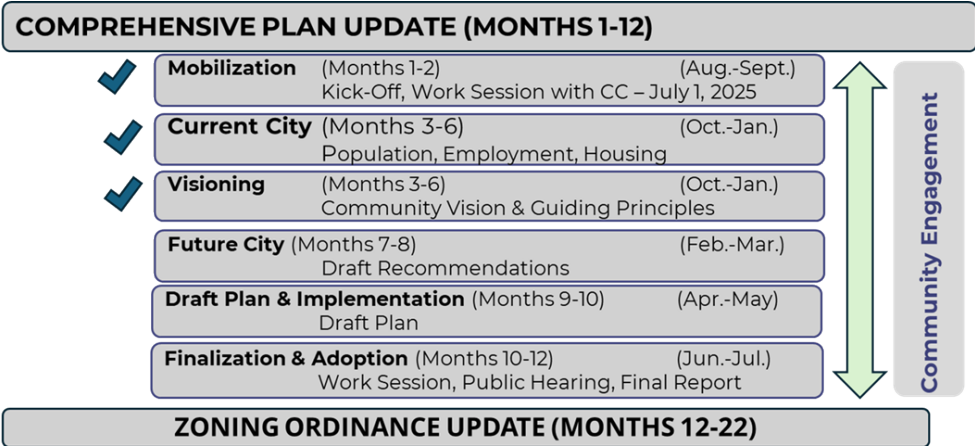 COMPREHENSIVE PLAN UPDATE (MONTHS 1-12)
Mobilization (Months 1-2) (Aug.-Sept.)
Kick-Off, Work Session with CC – July 1, 2025
Current City (Months 3-6) (Oct.-Jan.)
Population, Employment, Housing
Visioning (Months 3-6) (Oct.-Jan.)
Community Vision & Guiding Principles
Future City (Months 7-8) (Feb.-Mar.)
Draft Recommendations
Draft Plan & Implementation (Months 9-10) (Apr.-May)
Draft Plan
Finalization & Adoption (Months 10-12) (Jun.-Jul.)
Work Session, Public Hearing, Final Report
Community Engagement
ZONING ORDINANCE UPDATE (MONTHS 12-22)